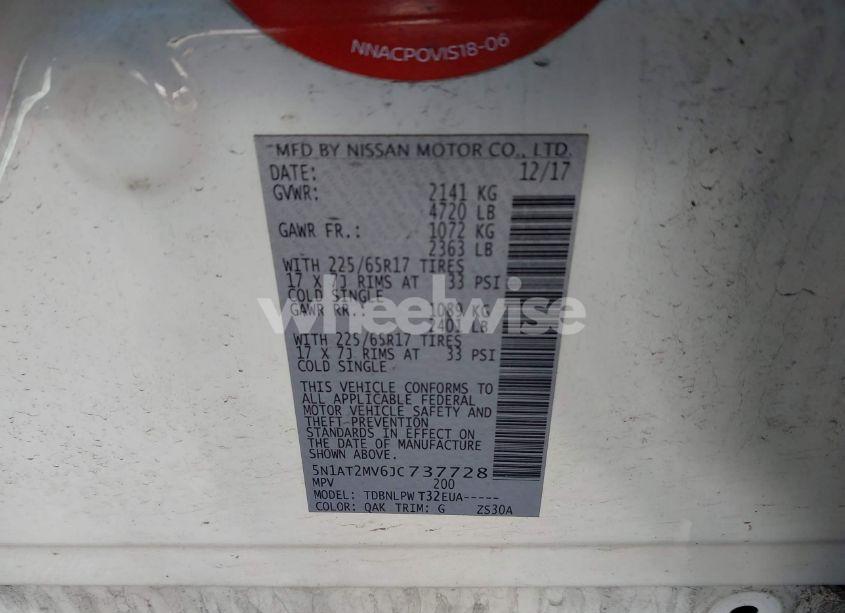 NNACPOVIS18-06
MFD BY NISSAN MOTOR CO., LTD.
DATE: 12/17
GVWR: 2141 KG
4720 LB
GAWR FR.: 1072 KG
2363 LB
WITH 225/65R17 TIRES
17 X 7J RIMS AT 33 PSI
COLD SINGLE
GAWR RR.: 1089 KG
2401 LB
wheelwise
WITH 225/65R17 TIRES
17 X 7J RIMS AT 33 PSI
COLD SINGLE
THIS VEHICLE CONFORMS TO
ALL APPLICABLE FEDERAL
MOTOR VEHICLE SAFETY AND
THEFT PREVENTION
STANDARDS IN EFFECT ON
THE DATE OF MANUFACTURE
SHOWN ABOVE.
5N1AT2MV6JC737728
MPV 200
MODEL: TDBNLPW T32EUA-----
COLOR: QAK TRIM: G ZS30A